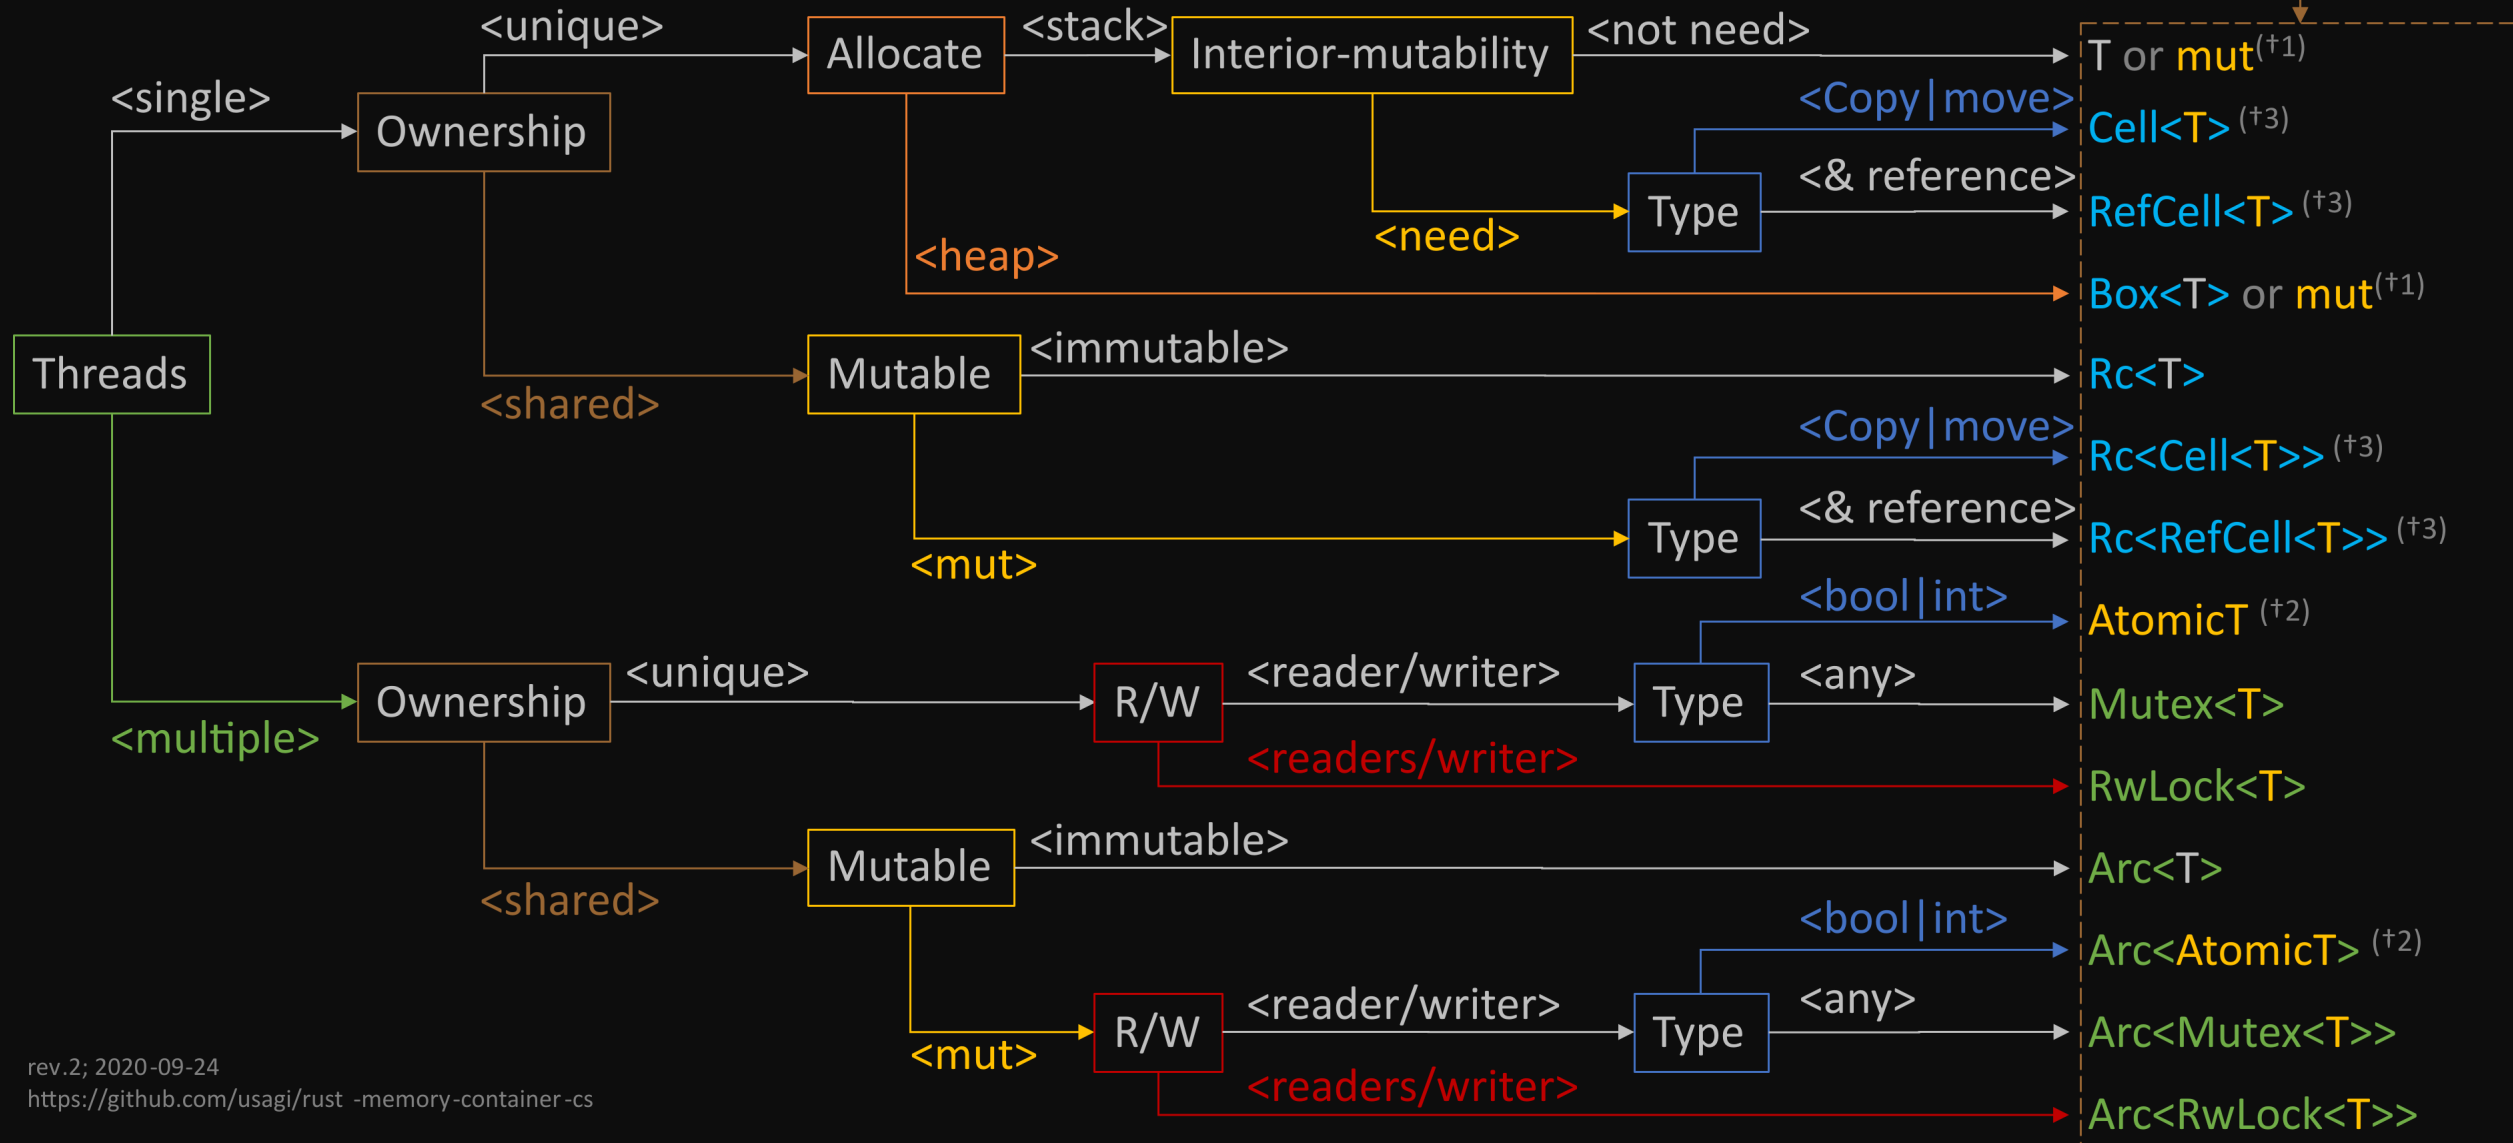 <unique>
Allocate
<stack>
Interior-mutability
<not need>
T or mut(†1)
<single>
Ownership
<Copy|move>
Cell<T> (†3)
<& reference>
Type
RefCell<T> (†3)
<need>
<heap>
Box<T> or mut(†1)
Threads
<shared>
Mutable
<immutable>
Rc<T>
<Copy|move>
Rc<Cell<T>> (†3)
<& reference>
Type
Rc<RefCell<T>> (†3)
<mut>
<bool|int>
AtomicT (†2)
<multiple>
Ownership
<unique>
R/W
<reader/writer>
Type
<any>
Mutex<T>
<readers/writer>
RwLock<T>
<shared>
Mutable
<immutable>
Arc<T>
<bool|int>
Arc<AtomicT> (†2)
<mut>
R/W
<reader/writer>
Type
<any>
Arc<Mutex<T>>
<readers/writer>
Arc<RwLock<T>>
rev.2; 2020-09-24
https://github.com/usagi/rust -memory-container-cs